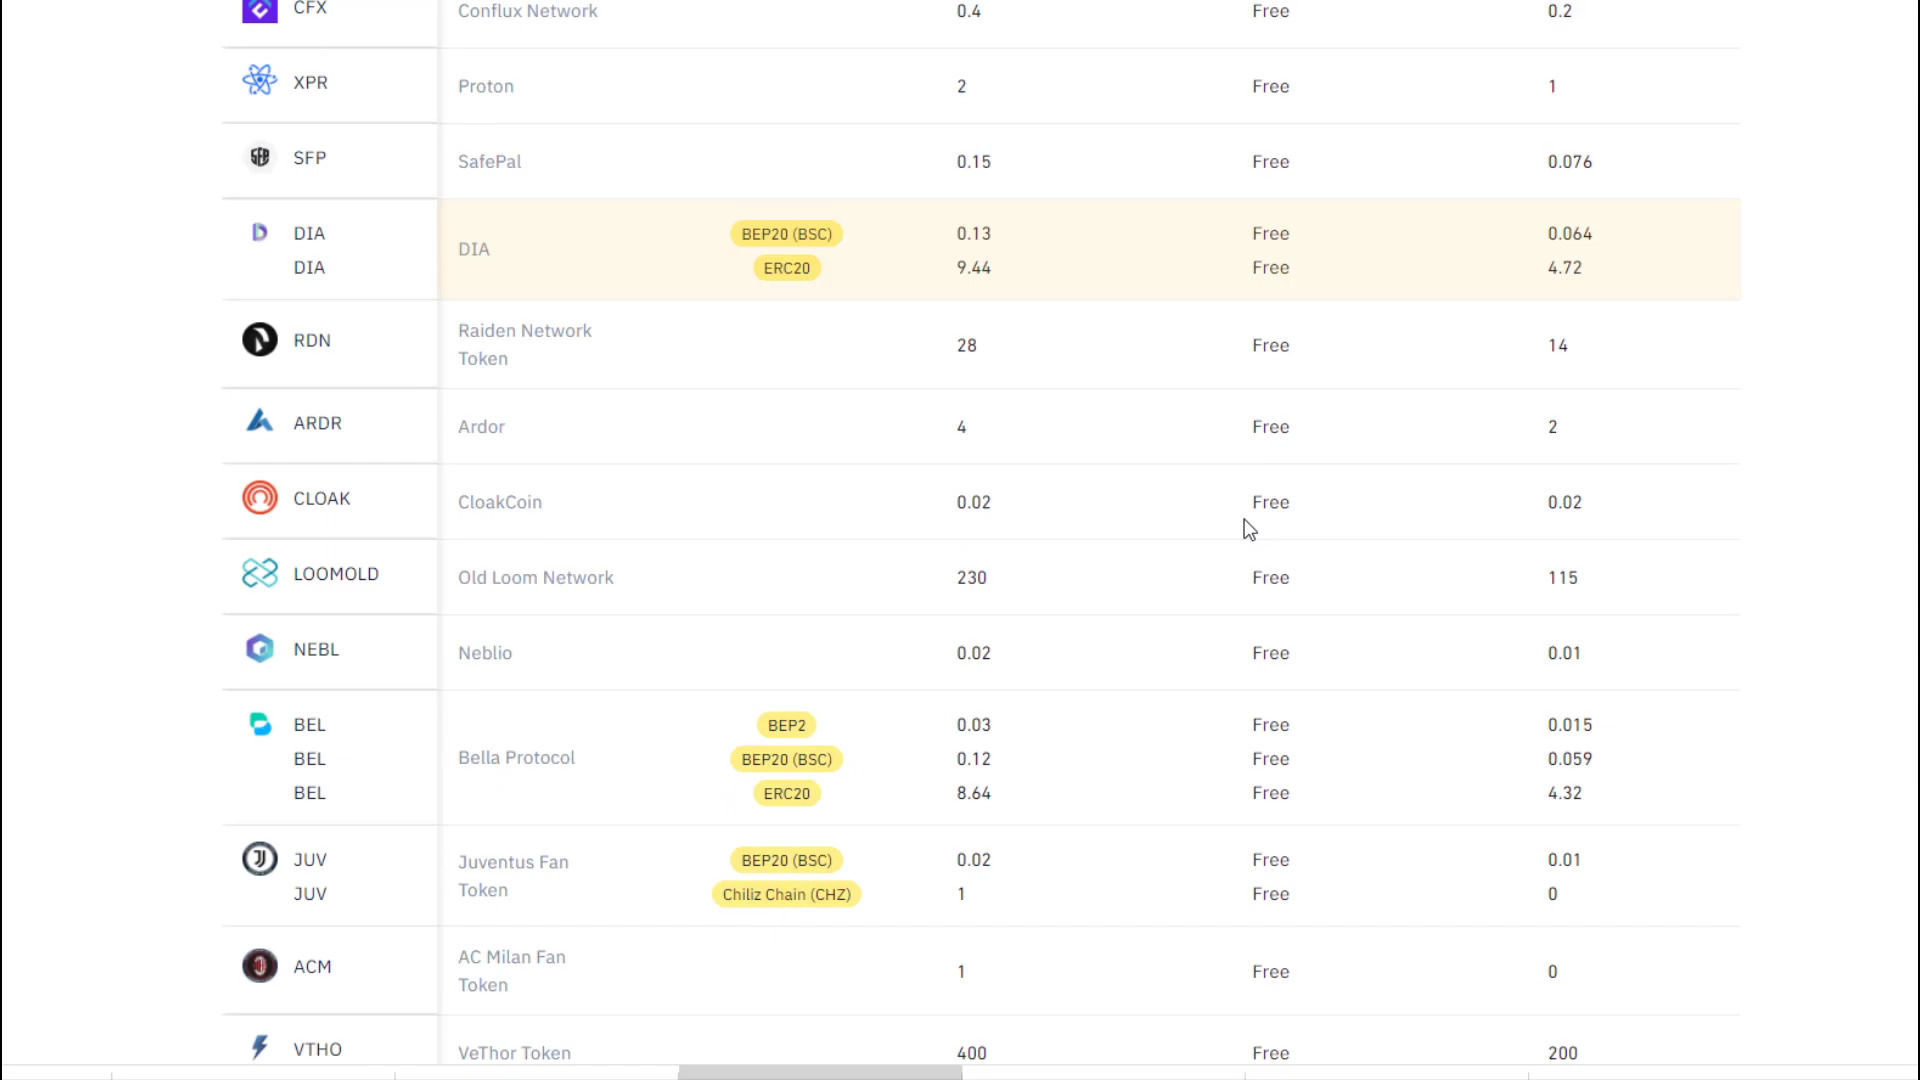 CFX Conflux Network 0.4 Free 0.2
XPR Proton 2 Free 1
SFP SafePal 0.15 Free 0.076
DIA DIA BEP20 (BSC) 0.13 Free 0.064
DIA ERC20 9.44 Free 4.72
RDN Raiden Network Token 28 Free 14
ARDR Ardor 4 Free 2
CLOAK CloakCoin 0.02 Free 0.02
LOOMOLD Old Loom Network 230 Free 115
NEBL Neblio 0.02 Free 0.01
BEL BEP2 0.03 Free 0.015
BEL Bella Protocol BEP20 (BSC) 0.12 Free 0.059
BEL ERC20 8.64 Free 4.32
JUV Juventus Fan BEP20 (BSC) 0.02 Free 0.01
JUV Token Chiliz Chain (CHZ) 1 Free 0
ACM AC Milan Fan Token 1 Free 0
VTHO VeThor Token 400 Free 200